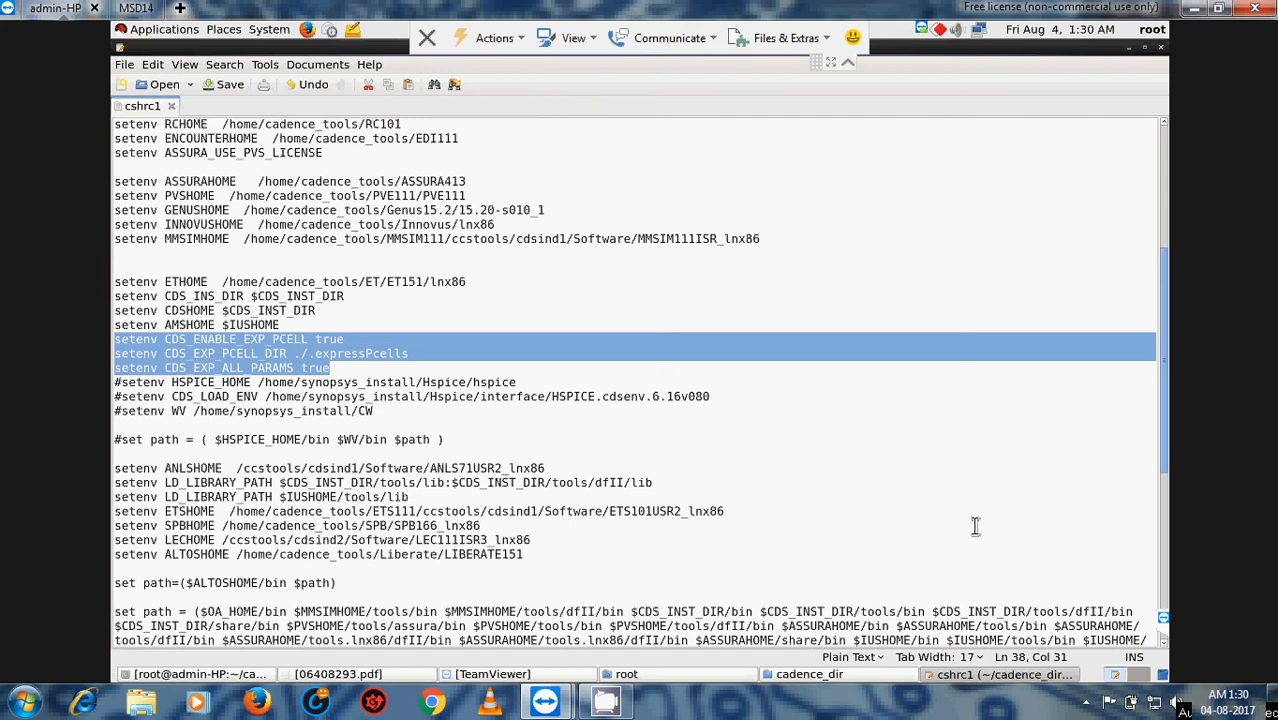 admin-HP
MSD14
Free license (non-commercial use only)
Applications Places System
Fri Aug 4, 1:30 AM root
Actions View Communicate Files & Extras
File Edit View Search Tools Documents Help
Open Save Undo
cshrc1
setenv RCHOME /home/cadence_tools/RC101
setenv ENCOUNTERHOME /home/cadence_tools/EDI111
setenv ASSURA_USE_PVS_LICENSE
setenv ASSURAHOME /home/cadence_tools/ASSURA413
setenv PVSHOME /home/cadence_tools/PVE111/PVE111
setenv GENUSHOME /home/cadence_tools/Genus15.2/15.20-s010_1
setenv INNOVUSHOME /home/cadence_tools/Innovus/lnx86
setenv MMSIMHOME /home/cadence_tools/MMSIM111/ccstools/cdsind1/Software/MMSIM111ISR_lnx86
setenv ETHOME /home/cadence_tools/ET/ET151/lnx86
setenv CDS_INS_DIR $CDS_INST_DIR
setenv CDSHOME $CDS_INST_DIR
setenv AMSHOME $IUSHOME
setenv CDS_ENABLE_EXP_PCELL true
setenv CDS_EXP_PCELL_DIR ./.expressPcells
setenv CDS_EXP_ALL_PARAMS true
#setenv HSPICE_HOME /home/synopsys_install/Hspice/hspice
#setenv CDS_LOAD_ENV /home/synopsys_install/Hspice/interface/HSPICE.cdsenv.6.16v080
#setenv WV /home/synopsys_install/CW
#set path = ( $HSPICE_HOME/bin $WV/bin $path )
setenv ANLSHOME /ccstools/cdsind1/Software/ANLS71USR2_lnx86
setenv LD_LIBRARY_PATH $CDS_INST_DIR/tools/lib:$CDS_INST_DIR/tools/dfII/lib
setenv LD_LIBRARY_PATH $IUSHOME/tools/lib
setenv ETSHOME /home/cadence_tools/ETS111/ccstools/cdsind1/Software/ETS101USR2_lnx86
setenv SPBHOME /home/cadence_tools/SPB/SPB166_lnx86
setenv LECHOME /ccstools/cdsind2/Software/LEC111ISR3_lnx86
setenv ALTOSHOME /home/cadence_tools/Liberate/LIBERATE151
set path=($ALTOSHOME/bin $path)
set path = ($OA_HOME/bin $MMSIMHOME/tools/bin $MMSIMHOME/tools/dfII/bin $CDS_INST_DIR/bin $CDS_INST_DIR/tools/bin $CDS_INST_DIR/tools/dfII/bin
$CDS_INST_DIR/share/bin $PVSHOME/tools/assura/bin $PVSHOME/tools/bin $PVSHOME/tools/dfII/bin $ASSURAHOME/bin $ASSURAHOME/tools/bin $ASSURAHOME/
tools/dfII/bin $ASSURAHOME/tools.lnx86/dfII/bin $ASSURAHOME/tools.lnx86/bin $ASSURAHOME/share/bin $IUSHOME/bin $IUSHOME/tools/bin $IUSHOME/
Plain Text Tab Width: 17 Ln 38, Col 31 INS
[root@admin-HP:~/ca... [06408293.pdf] [TeamViewer] root cadence_dir cshrc1 (~/cadence_dir...
AM 1:30
04-08-2017